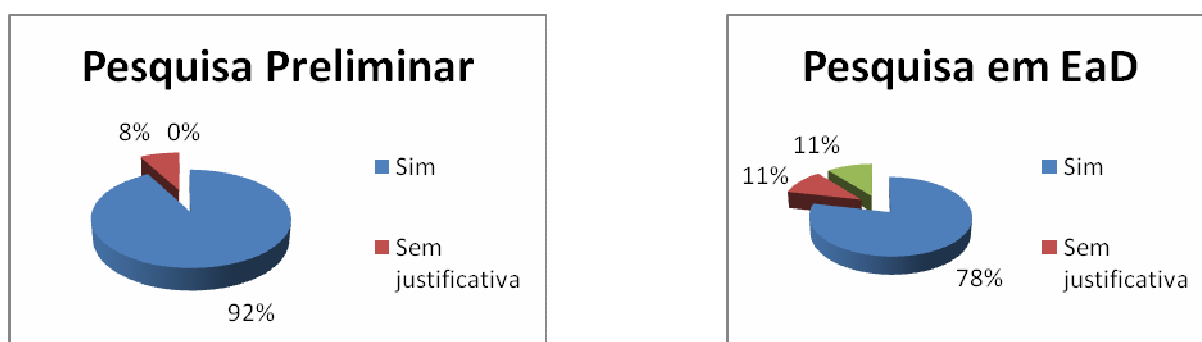 Pesquisa Preliminar
8% 0%
Sim
Sem
justificativa
92%
Pesquisa em EaD
11%
11%
Sim
Sem
justificativa
78%